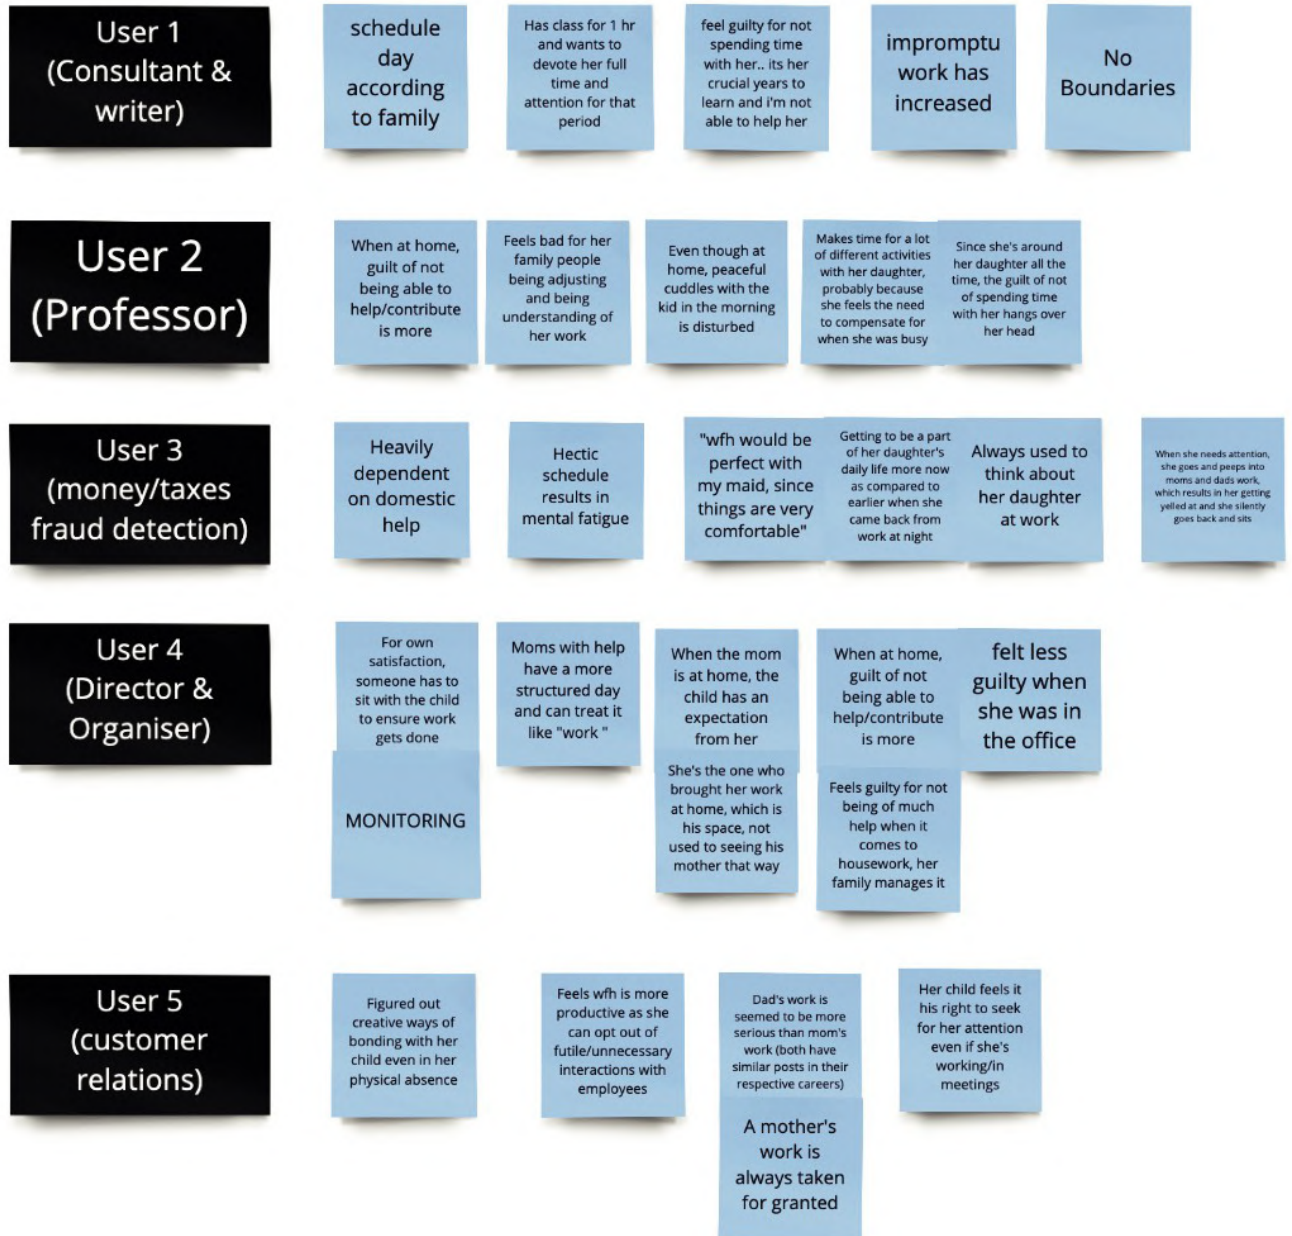 User 1
(Consultant &
writer)
schedule
day
according
to family
Has class for 1 hr
and wants to
devote her full
time and
attention for that
period
feel guilty for not
spending time
with her.. its her
crucial years to
learn and i'm not
able to help her
impromptu
work has
increased
No
Boundaries
User 2
(Professor)
When at home,
guilt of not
being able to
help/contribute
is more
Feels bad for her
family people
being adjusting
and being
understanding of
her work
Even though at
home, peaceful
cuddles with the
kid in the morning
is disturbed
Makes time for a lot
of different activities
with her daughter,
probably because
she feels the need
to compensate for
when she was busy
Since she's around
her daughter all the
time, the guilt of not
of spending time
with her hangs over
her head
User 3
(money/taxes
fraud detection)
Heavily
dependent
on domestic
help
Hectic
schedule
results in
mental fatigue
"wfh would be
perfect with
my maid, since
things are very
comfortable"
Getting to be a part
of her daughter's
daily life more now
as compared to
earlier when she
came back from
work at night
Always used to
think about
her daughter
at work
When she needs attention,
she goes and peeps into
moms and dads work,
which results in her getting
yelled at and she silently
goes back and sits
User 4
(Director &
Organiser)
For own
satisfaction,
someone has to
sit with the child
to ensure work
gets done
MONITORING
Moms with help
have a more
structured day
and can treat it
like "work "
When the mom
is at home, the
child has an
expectation
from her
She's the one who
brought her work
at home, which is
his space, not
used to seeing his
mother that way
When at home,
guilt of not
being able to
help/contribute
is more
Feels guilty for not
being of much
help when it
comes to
housework, her
family manages it
felt less
guilty when
she was in
the office
User 5
(customer
relations)
Figured out
creative ways of
bonding with her
child even in her
physical absence
Feels wfh is more
productive as she
can opt out of
futile/unnecessary
interactions with
employees
Dad's work is
seemed to be more
serious than mom's
work (both have
similar posts in their
respective careers)
A mother's
work is
always taken
for granted
Her child feels it
his right to seek
for her attention
even if she's
working/in
meetings